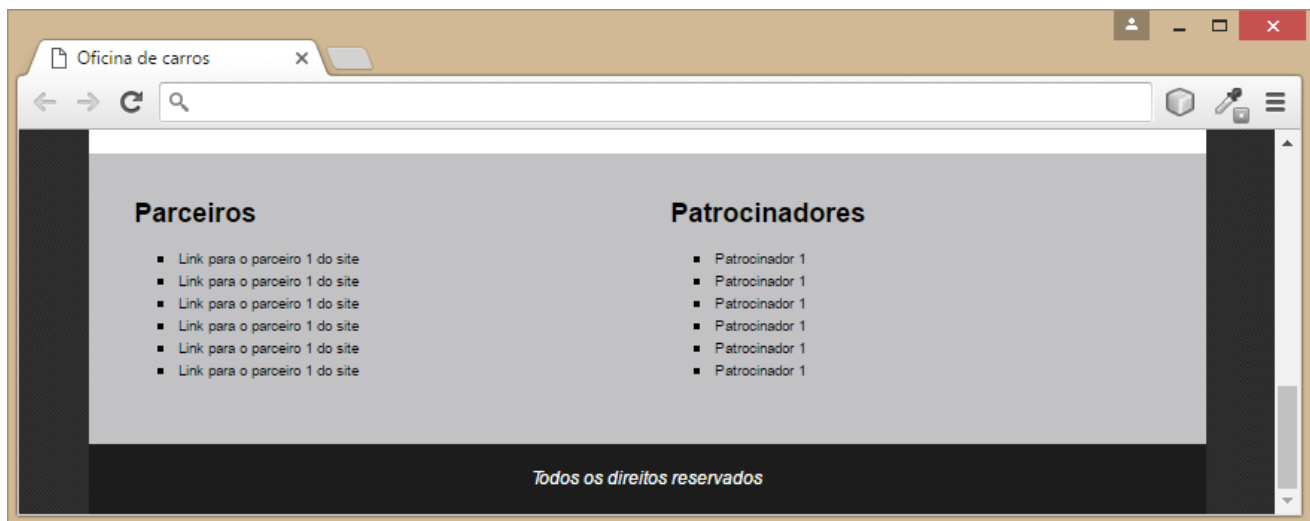 Oficina de carros
Parceiros
Link para o parceiro 1 do site
Link para o parceiro 1 do site
Link para o parceiro 1 do site
Link para o parceiro 1 do site
Link para o parceiro 1 do site
Link para o parceiro 1 do site
Patrocinadores
Patrocinador 1
Patrocinador 1
Patrocinador 1
Patrocinador 1
Patrocinador 1
Patrocinador 1
Todos os direitos reservados